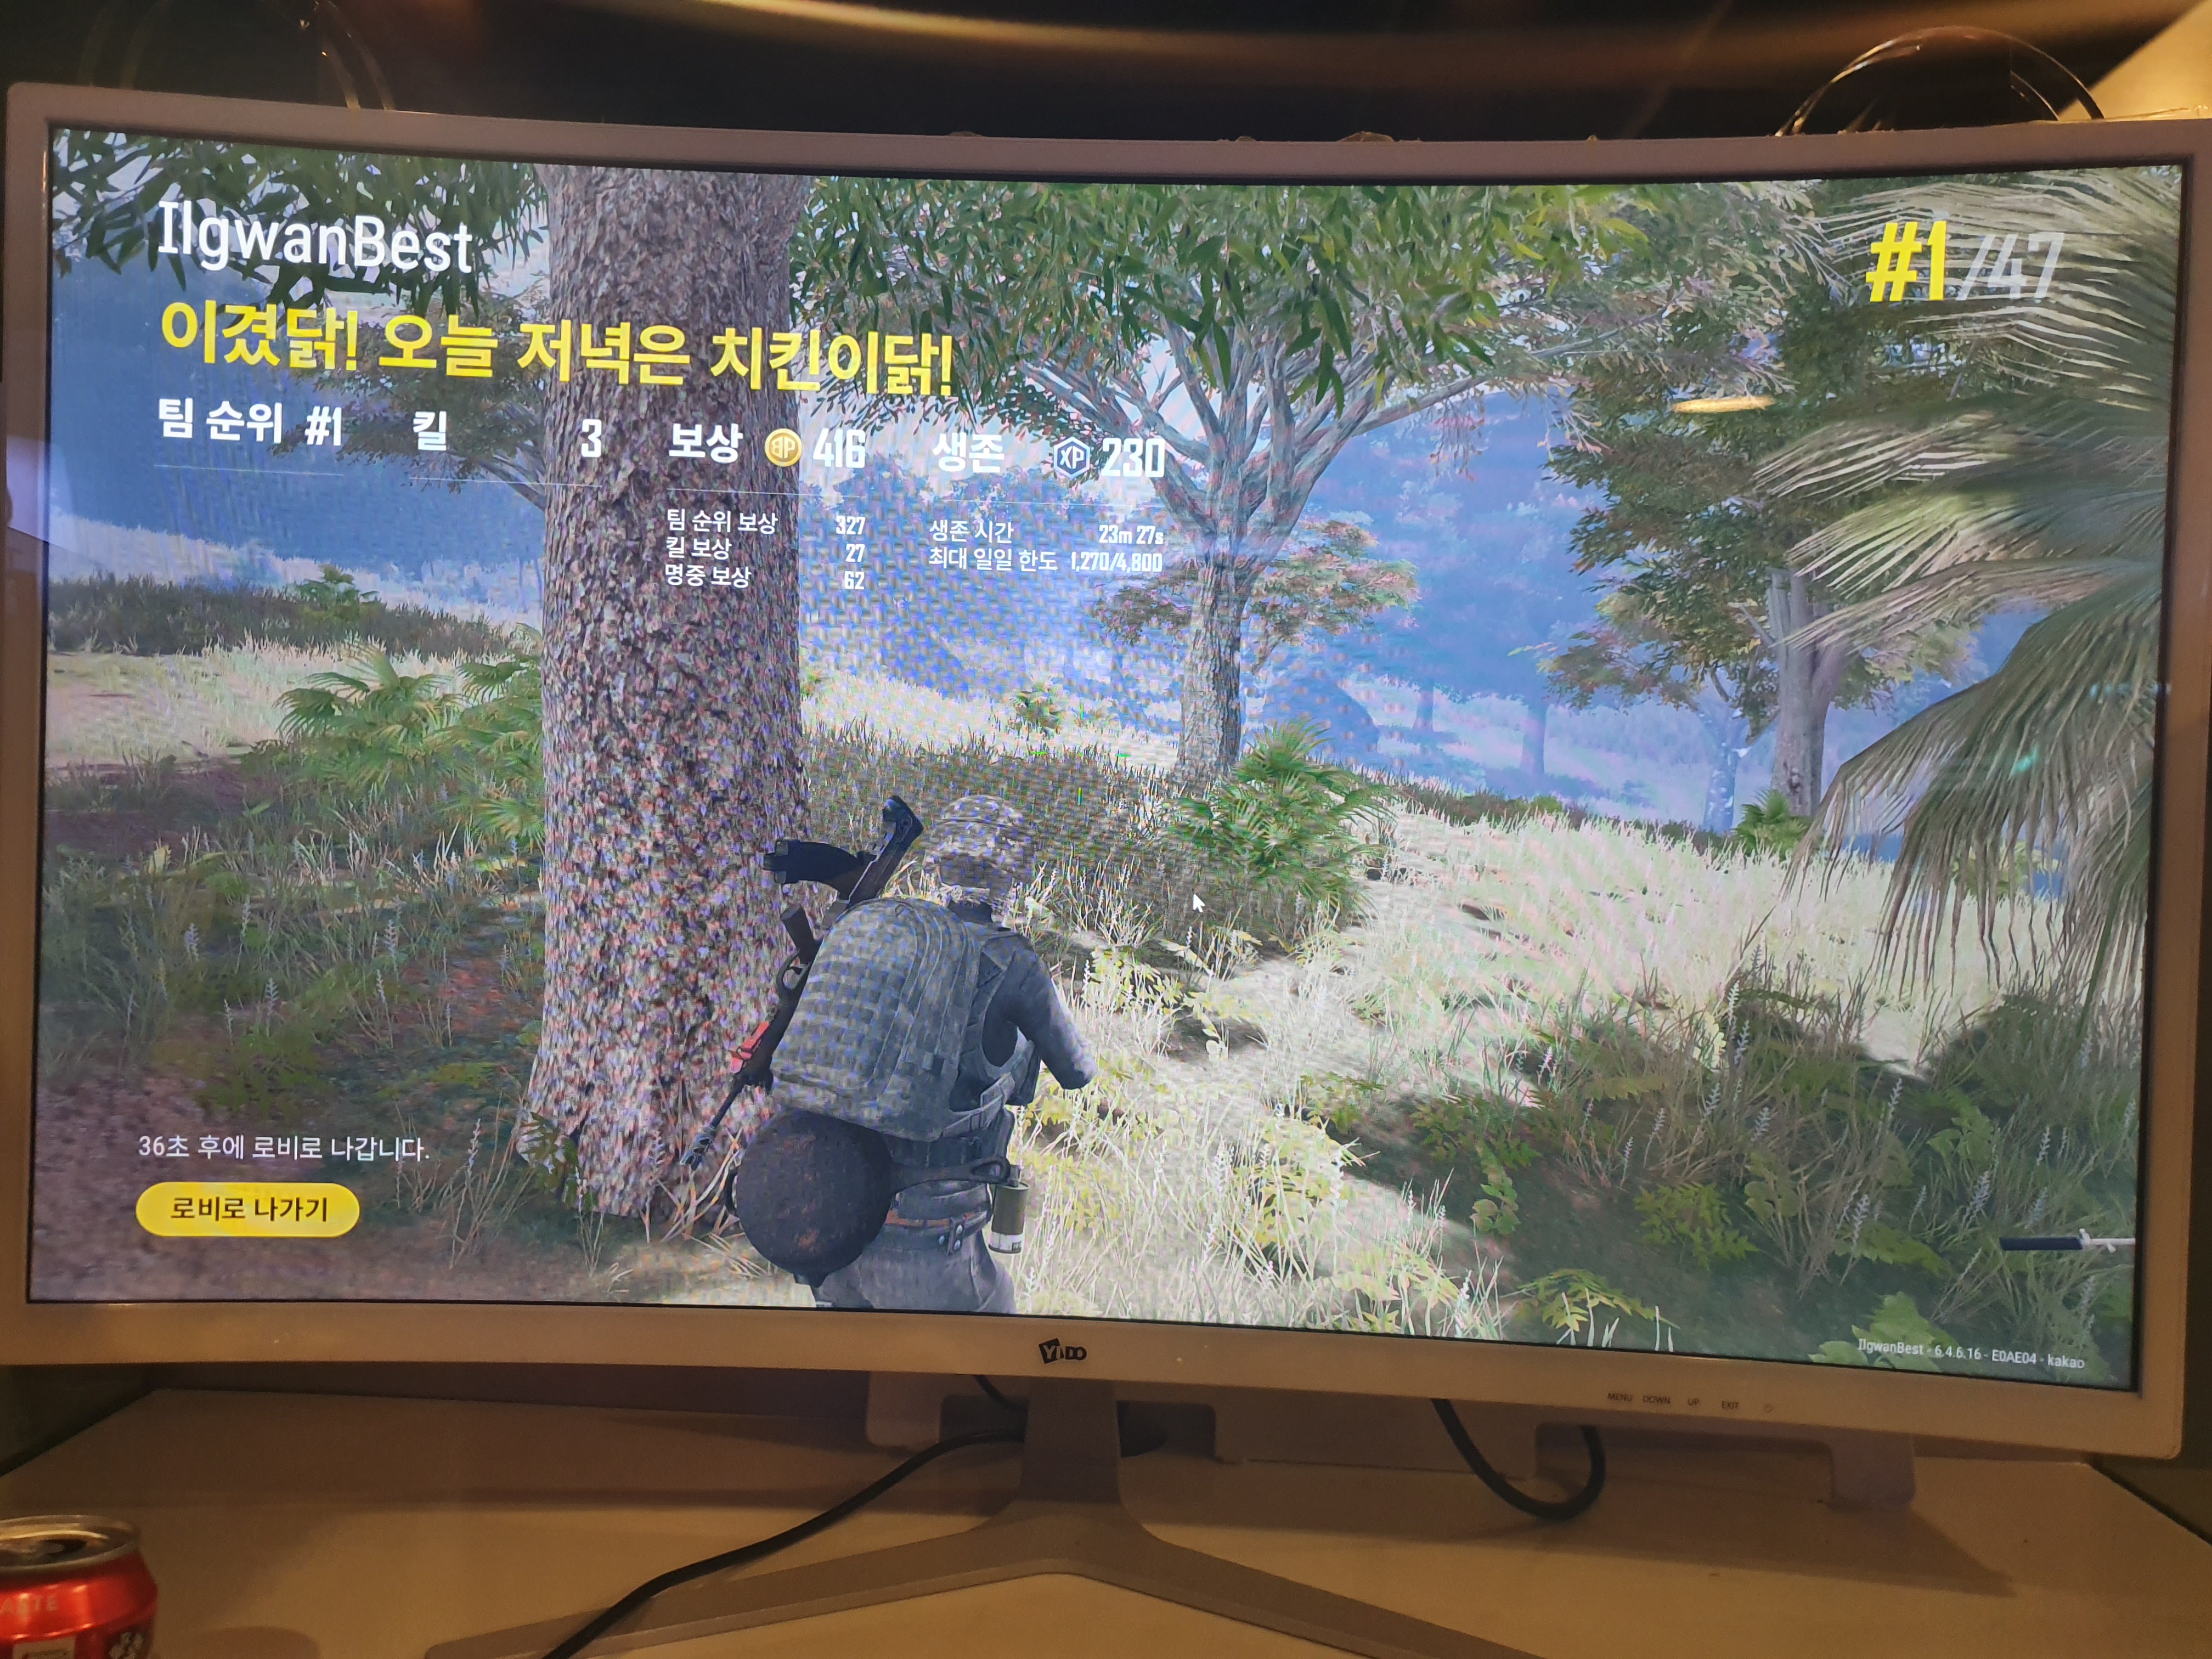 IlgwanBest
#1/47
이겼닭! 오늘 저녁은 치킨이닭!
팀 순위 #1 킬 3 보상 BP 416 생존 XP 230
팀 순위 보상 327 생존 시간 23m 27s
킬 보상 27 최대 일일 한도 1,270/4,800
명중 보상 62
36초 후에 로비로 나갑니다.
로비로 나가기
IlgwanBest - 6.4.6.16 - E0AE04 - kakao
MENU DOWN UP EXIT